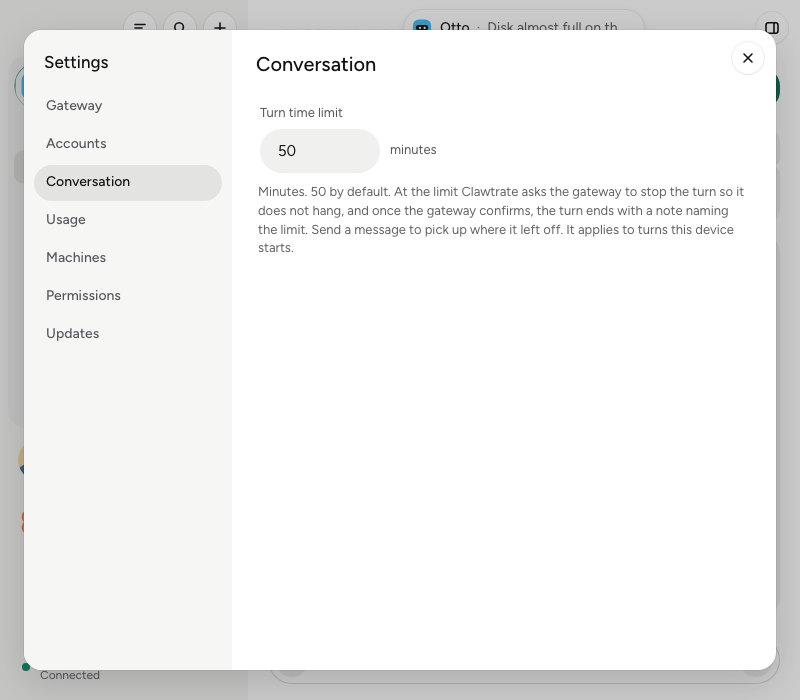 Otto · Disk almost full on th
Settings
Gateway
Accounts
Conversation
Usage
Machines
Permissions
Updates
Conversation
Turn time limit
50 minutes
Minutes. 50 by default. At the limit Clawtrate asks the gateway to stop the turn so it
does not hang, and once the gateway confirms, the turn ends with a note naming
the limit. Send a message to pick up where it left off. It applies to turns this device
starts.
Connected